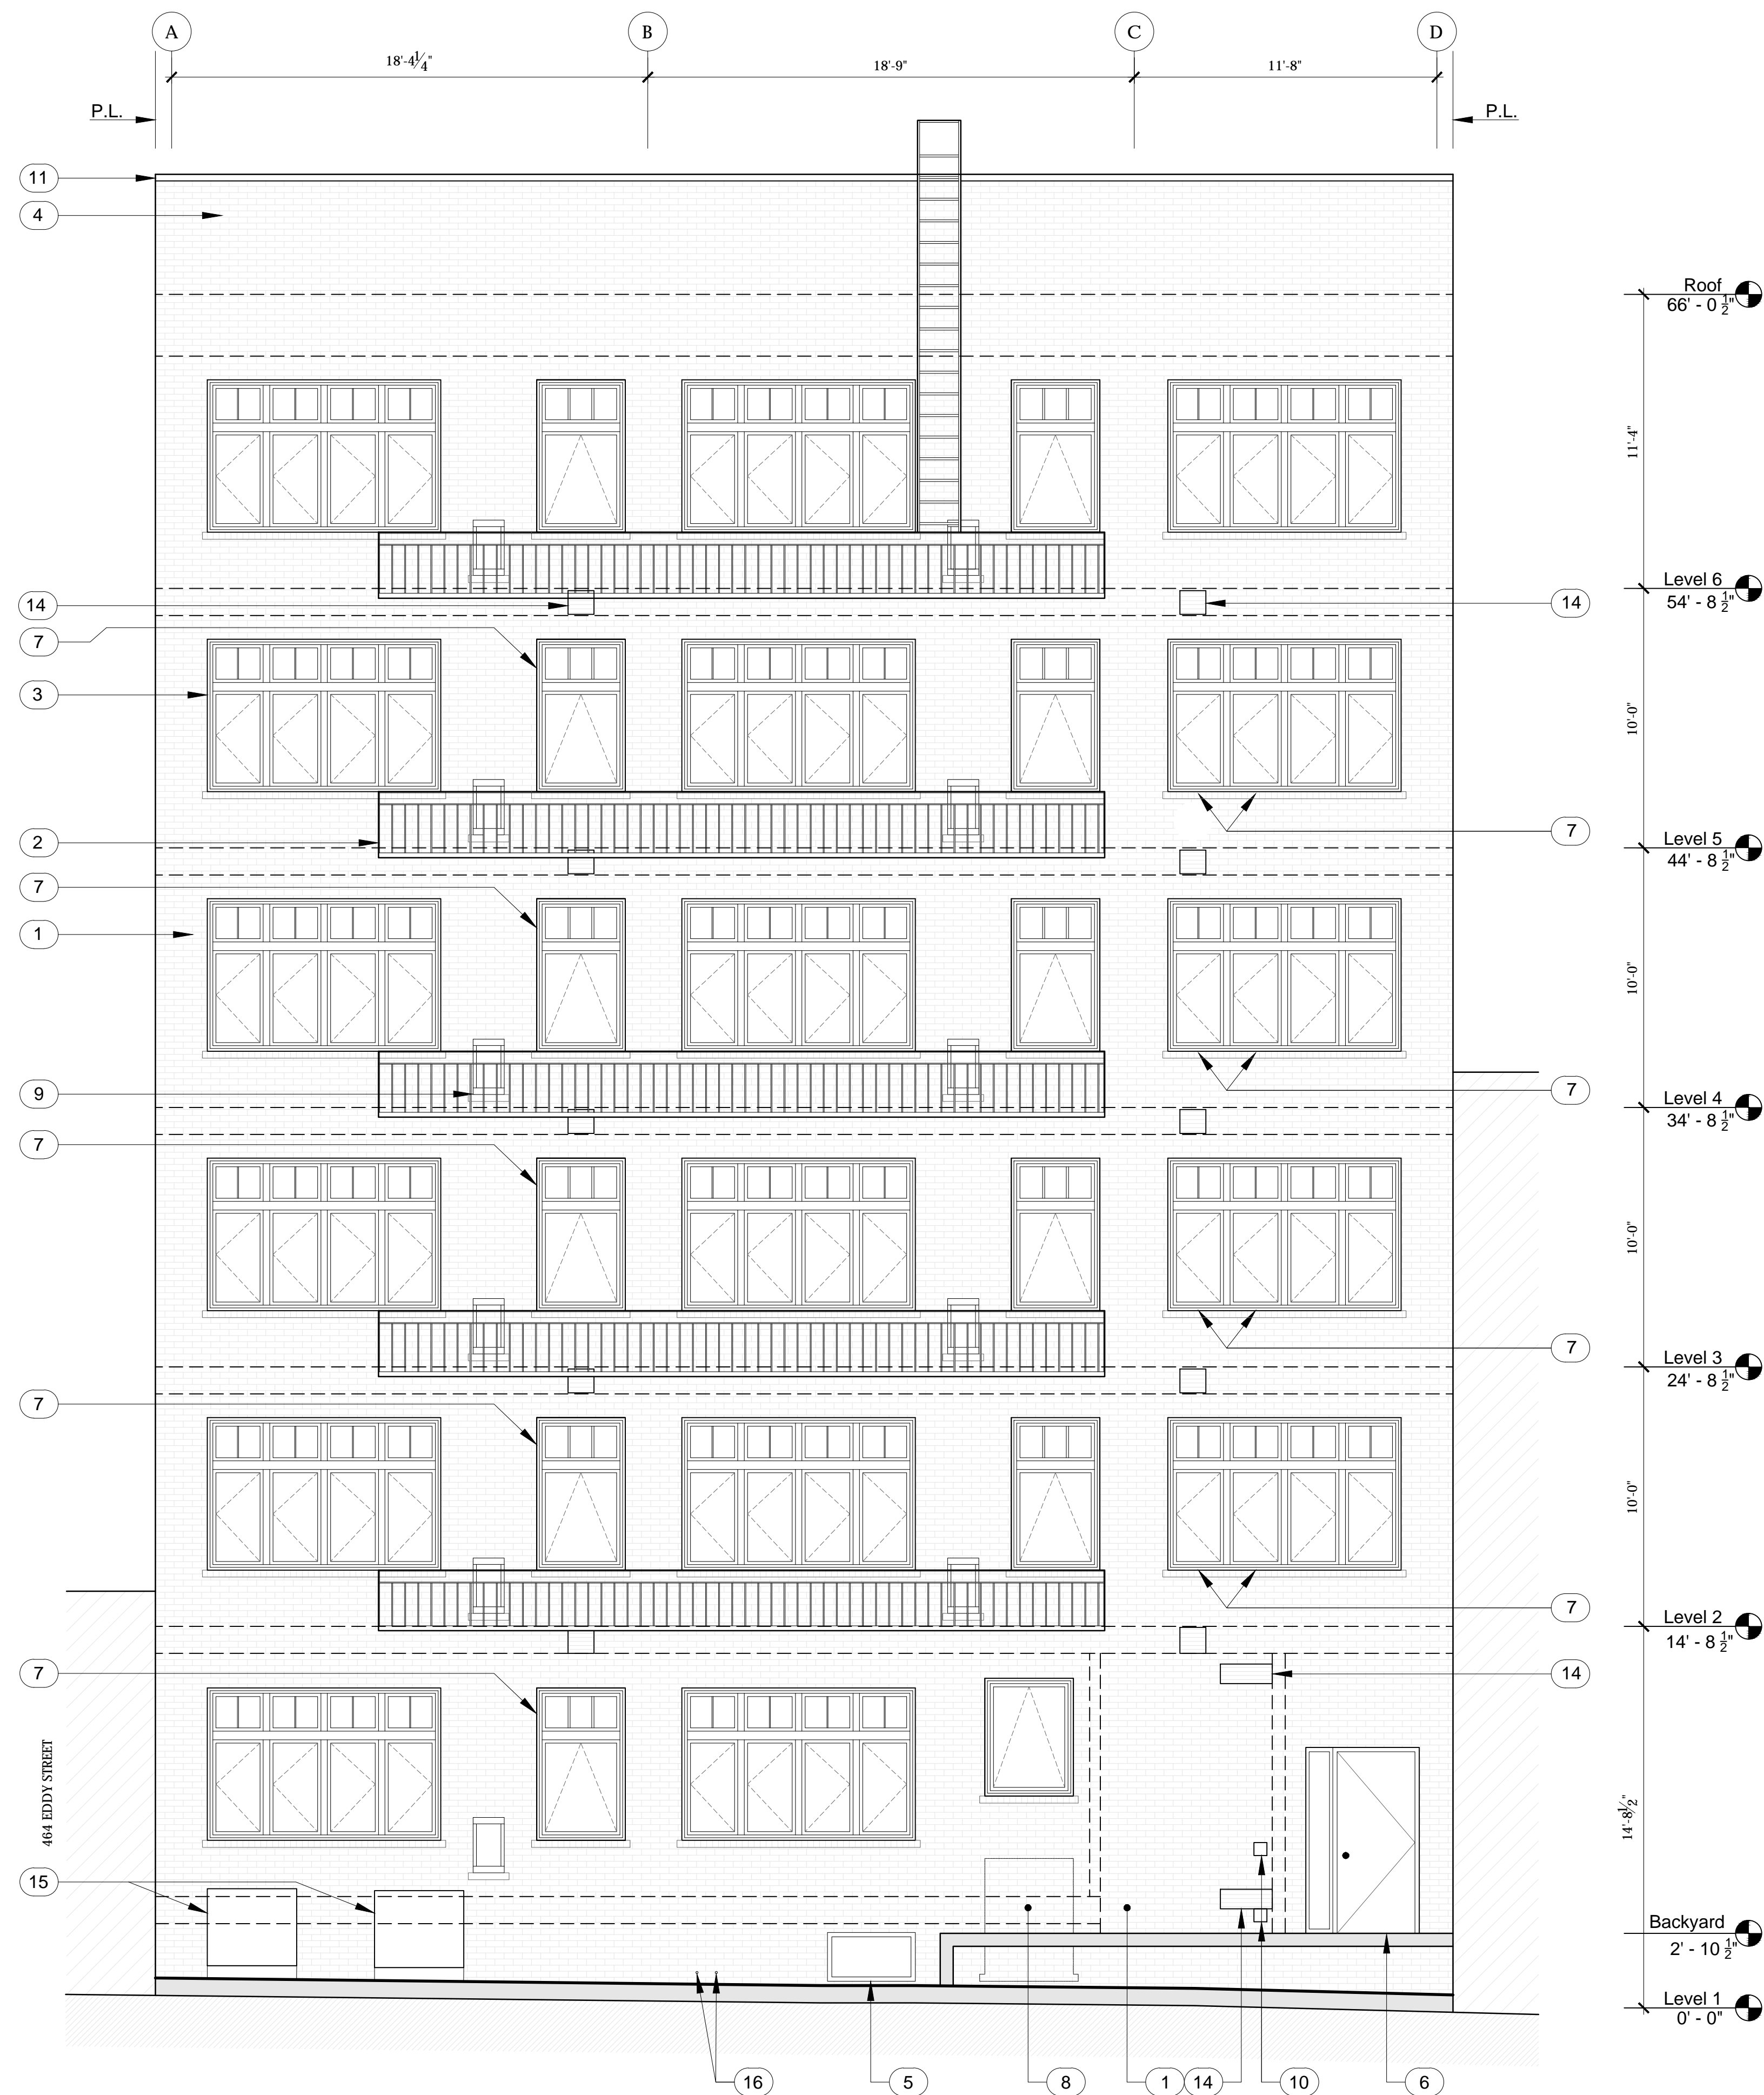 A B C D
18'-4 1/4" 18'-9" 11'-8"
P.L. P.L.
11
4
Roof
66' - 0 1/2"
11'-4"
Level 6
54' - 8 1/2"
14 14
7
3
10'-0"
7
2
Level 5
44' - 8 1/2"
7
1
10'-0"
9 7
Level 4
34' - 8 1/2"
7
10'-0"
7
Level 3
24' - 8 1/2"
7
10'-0"
7
Level 2
14' - 8 1/2"
7 14
464 EDDY STREET
14'-8 1/2"
15
Backyard
2' - 10 1/2"
Level 1
0' - 0"
16 5 8 1 14 10 6